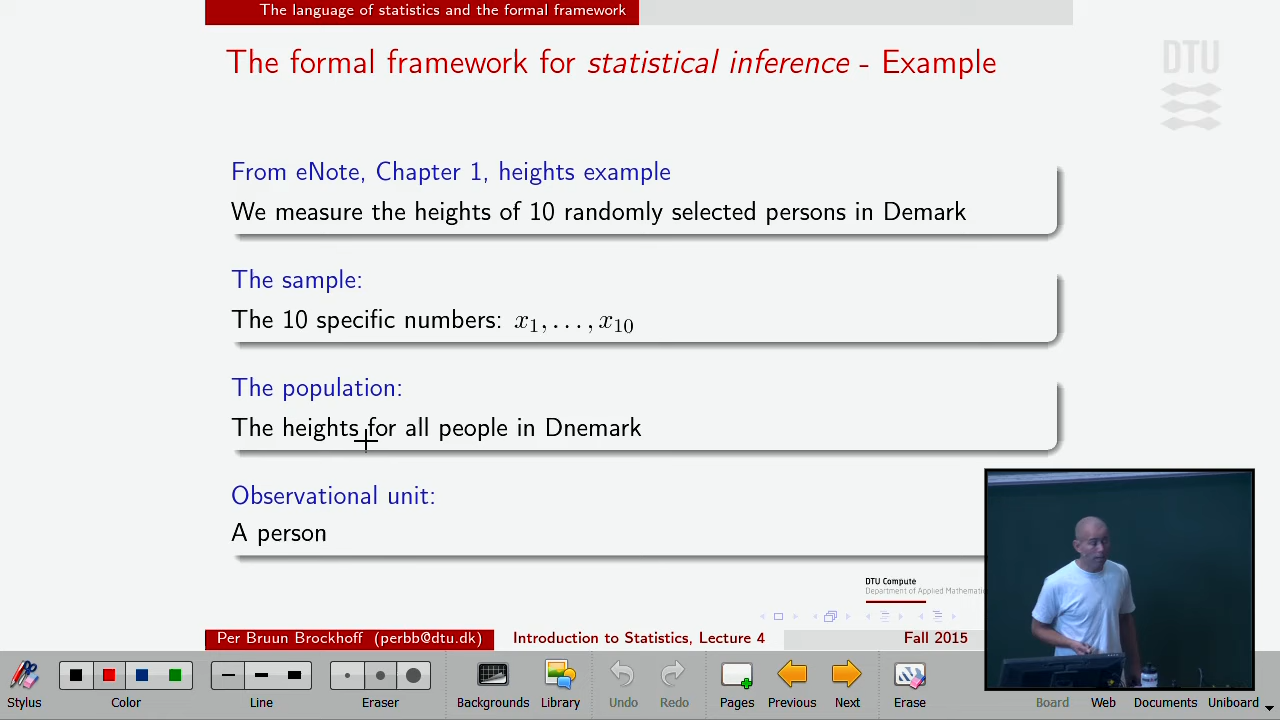 The language of statistics and the formal framework
The formal framework for statistical inference - Example
DTU
From eNote, Chapter 1, heights example
We measure the heights of 10 randomly selected persons in Demark
The sample:
The 10 specific numbers: x₁, . . . , x₁₀
The population:
The heights for all people in Dnemark
Observational unit:
A person
DTU Compute
Department of Applied Mathematic
Per Bruun Brockhoff (perbb@dtu.dk) Introduction to Statistics, Lecture 4 Fall 2015
Stylus Color Line Eraser Backgrounds Library Undo Redo Pages Previous Next Erase Board Web Documents Uniboard